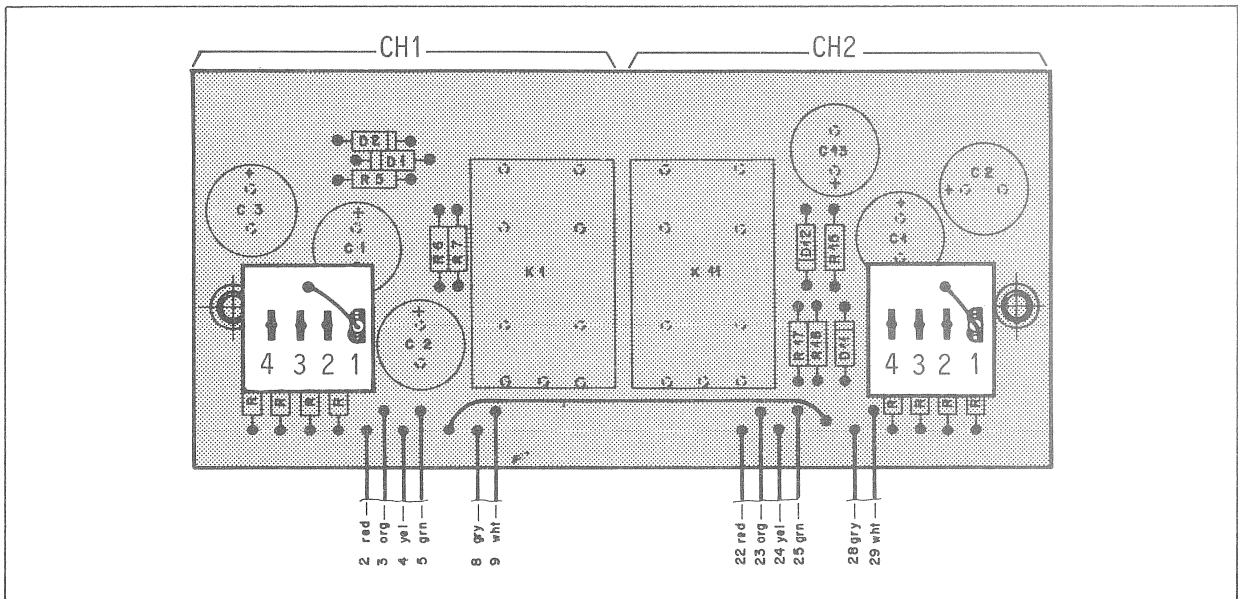 CH1
CH2
D2
D1
R5
C3
C1
R6
R7
K1
K11
C13
C2
C1
D12
R15
4 3 2 1
C2
R17
R18
D11
4 3 2 1
R R R R
R R R R
2 red
3 org
4 yel
5 grn
8 gry
9 wht
22 red
23 org
24 yel
25 grn
28 gry
29 wht